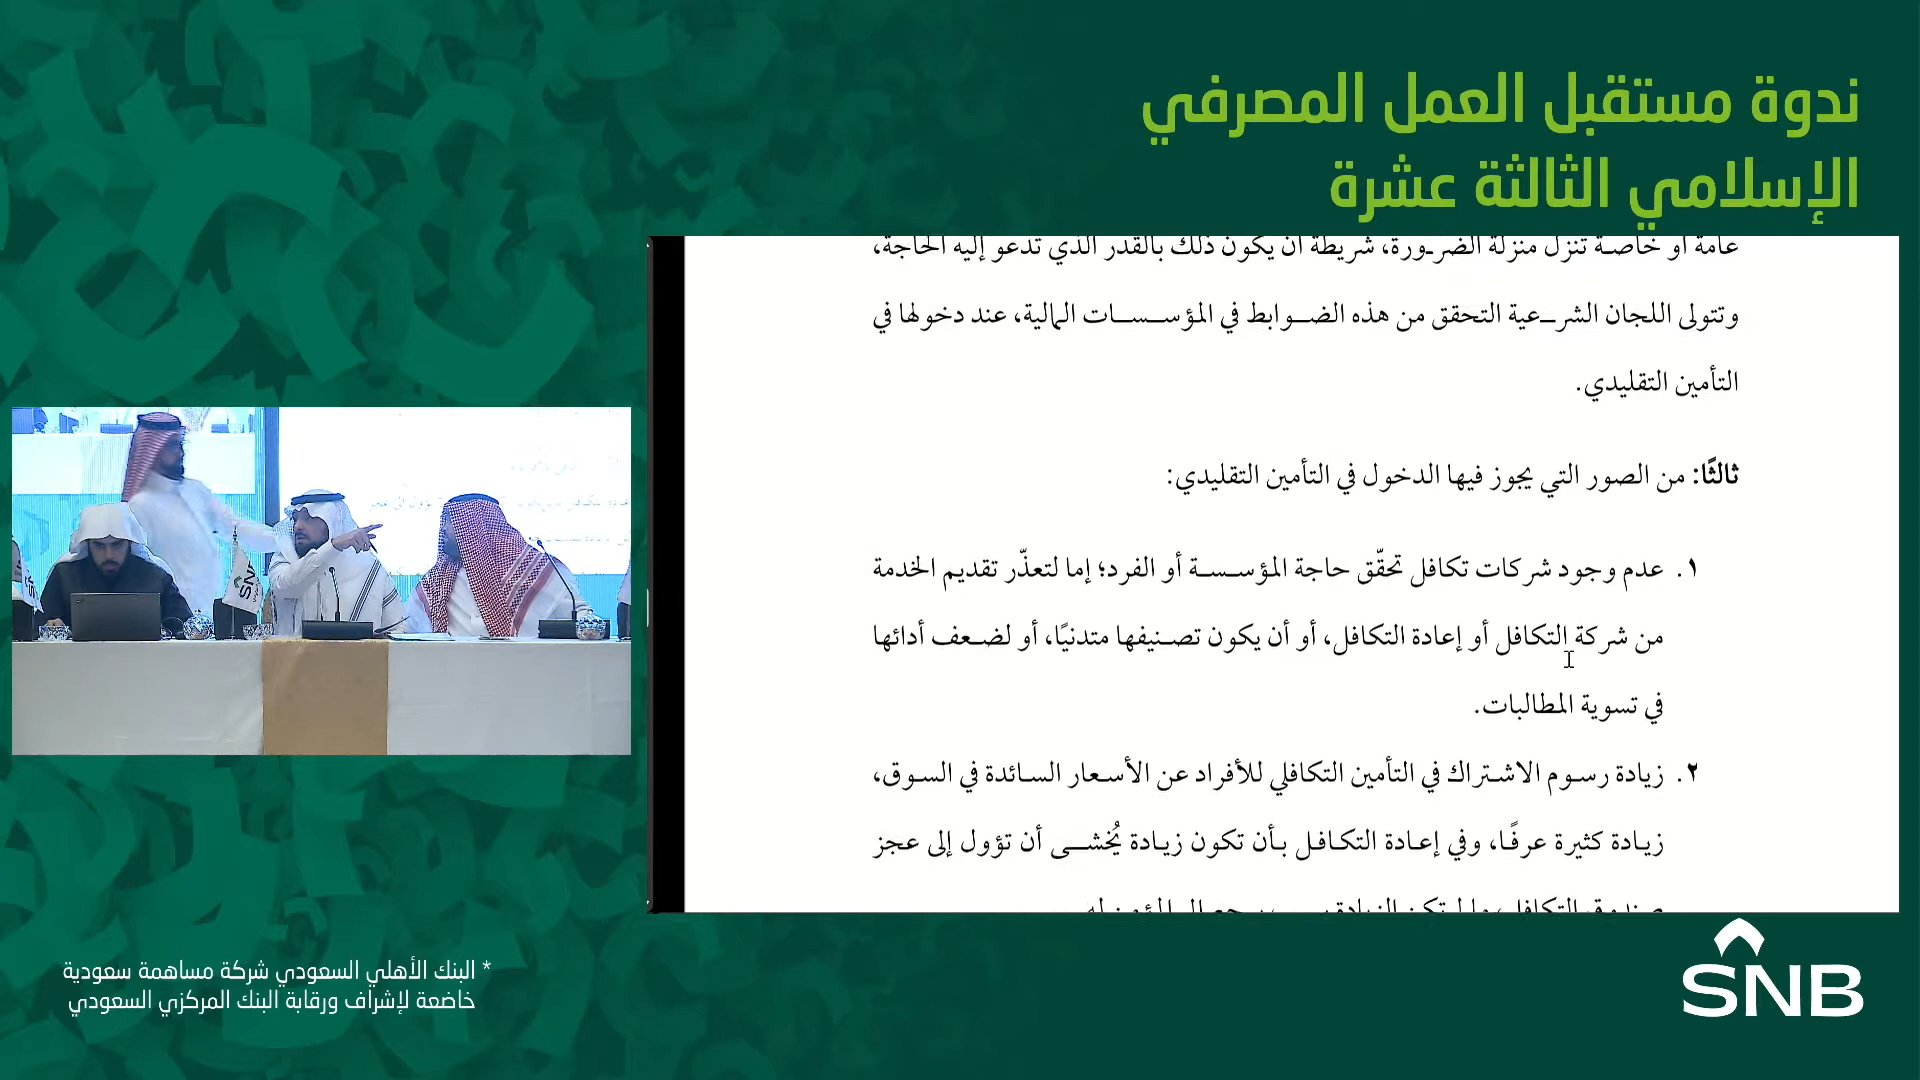 ندوة مستقبل العمل المصرفي
الإسلامي الثالثة عشرة
عامة أو خاصة تنزل منزلة الضرورة، شريطة أن يكون ذلك بالقدر الذي تدعو إليه الحاجة،
وتتولى اللجان الشرعية التحقق من هذه الضوابط في المؤسسات المالية، عند دخولها في
التأمين التقليدي.
ثالثًا: من الصور التي يجوز فيها الدخول في التأمين التقليدي:
١. عدم وجود شركات تكافل تحقّق حاجة المؤسسة أو الفرد؛ إما لتعذّر تقديم الخدمة
من شركة التكافل أو إعادة التكافل، أو أن يكون تصنيفها متدنيًا، أو لضعف أدائها
في تسوية المطالبات.
٢. زيادة رسوم الاشتراك في التأمين التكافلي للأفراد عن الأسعار السائدة في السوق،
زيادة كثيرة عرفًا، وفي إعادة التكافل بأن تكون زيادة يُخشى أن تؤول إلى عجز
SNB
SNB
* البنك الأهلي السعودي شركة مساهمة سعودية
خاضعة لإشراف ورقابة البنك المركزي السعودي